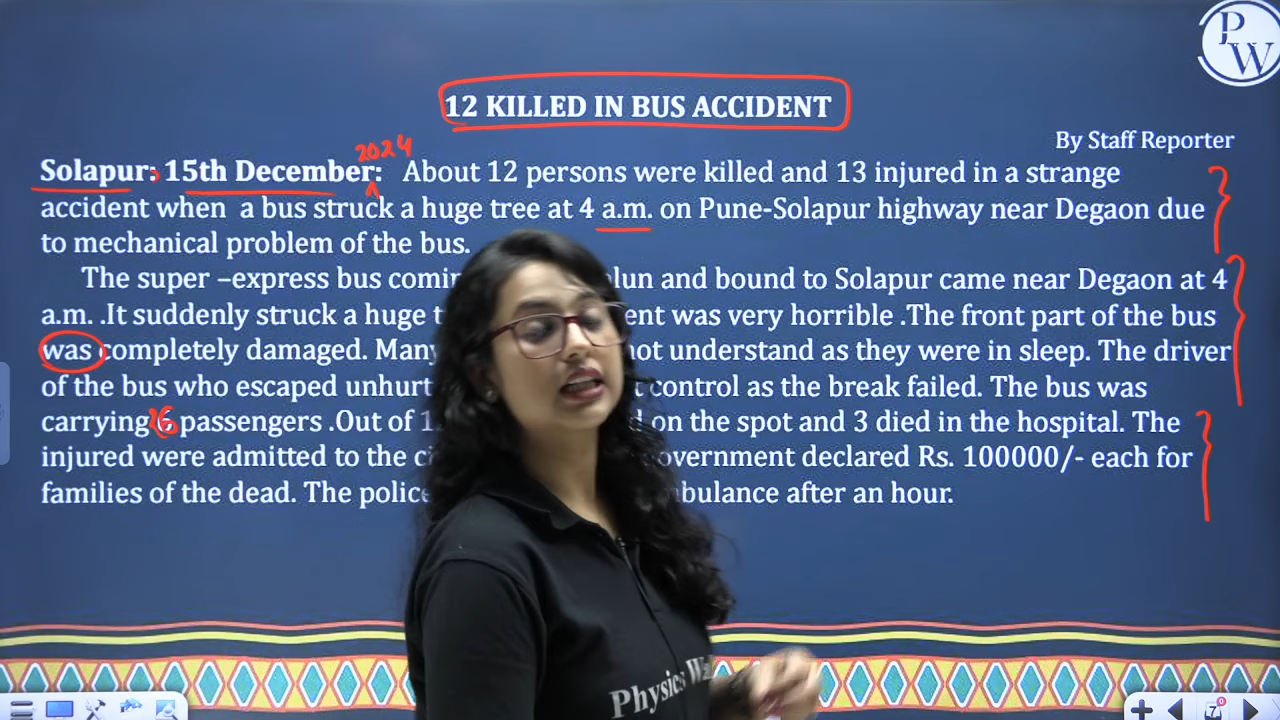 P
W
12 KILLED IN BUS ACCIDENT
By Staff Reporter
2024
Solapur: 15th December: About 12 persons were killed and 13 injured in a strange
accident when a bus struck a huge tree at 4 a.m. on Pune-Solapur highway near Degaon due
to mechanical problem of the bus.
The super –express bus and bound to Solapur came near Degaon at 4
a.m. .It suddenly struck a huge was very horrible .The front part of the bus
was completely damaged. Many not understand as they were in sleep. The driver
of the bus who escaped unhurt control as the break failed. The bus was
carrying passengers .Out of on the spot and 3 died in the hospital. The
injured were admitted to the declared Rs. 100000/- each for
families of the dead. The after an hour.
Physics
7